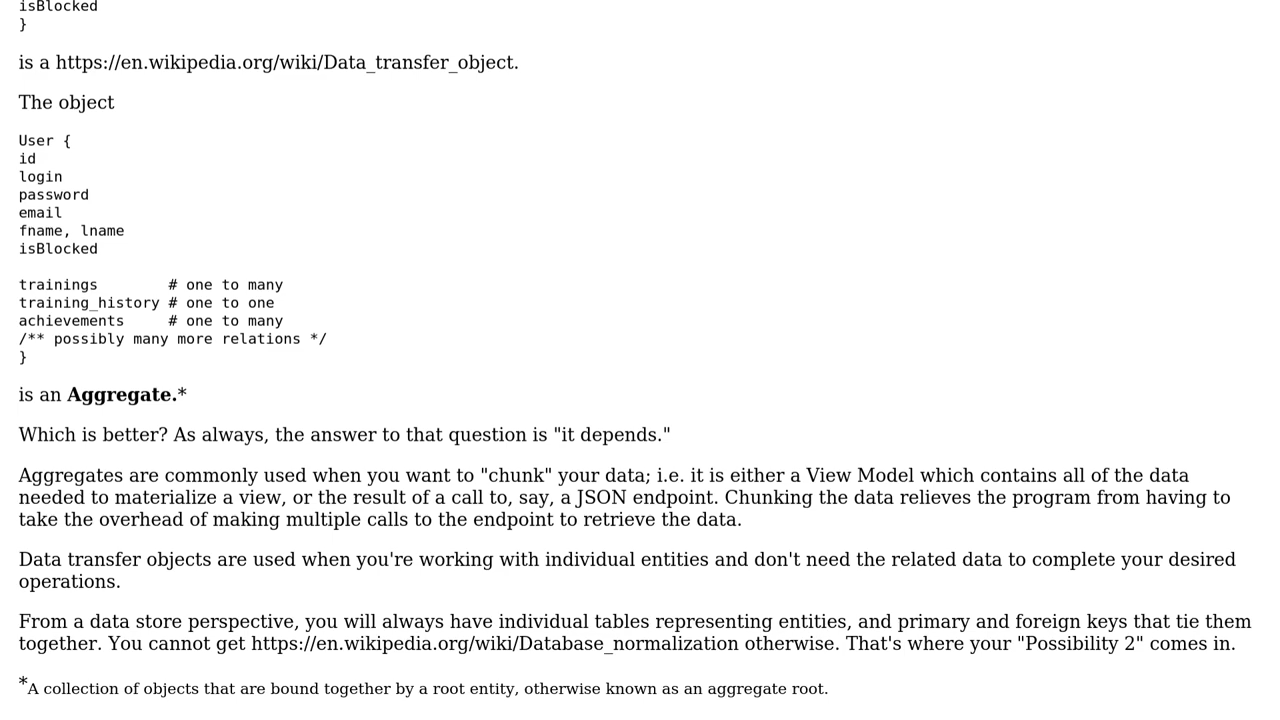 isBlocked
}
is a https://en.wikipedia.org/wiki/Data_transfer_object.
The object
User {
id
login
password
email
fname, lname
isBlocked
trainings        # one to many
training_history # one to one
achievements     # one to many
/** possibly many more relations */
}
is an Aggregate.*
Which is better? As always, the answer to that question is "it depends."
Aggregates are commonly used when you want to "chunk" your data; i.e. it is either a View Model which contains all of the data
needed to materialize a view, or the result of a call to, say, a JSON endpoint. Chunking the data relieves the program from having to
take the overhead of making multiple calls to the endpoint to retrieve the data.
Data transfer objects are used when you're working with individual entities and don't need the related data to complete your desired
operations.
From a data store perspective, you will always have individual tables representing entities, and primary and foreign keys that tie them
together. You cannot get https://en.wikipedia.org/wiki/Database_normalization otherwise. That's where your "Possibility 2" comes in.
*A collection of objects that are bound together by a root entity, otherwise known as an aggregate root.